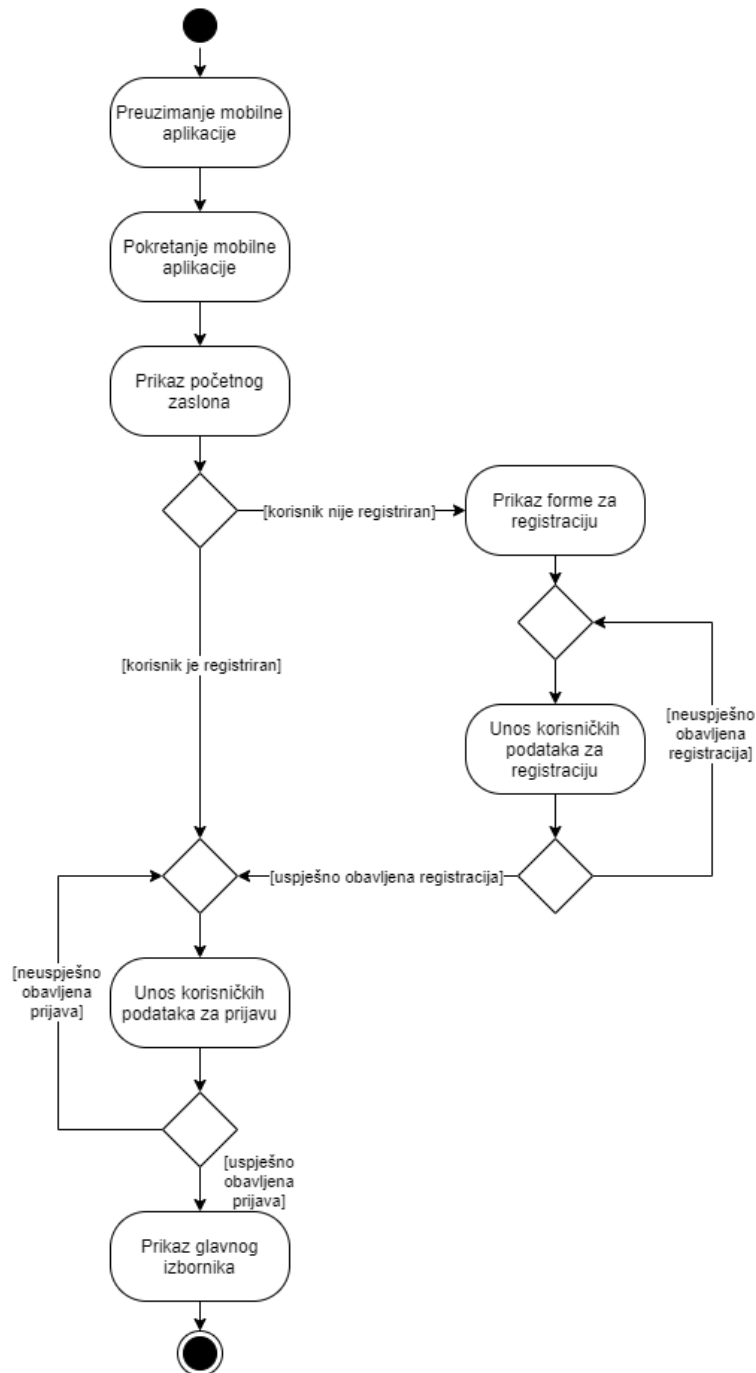 Preuzimanje mobilne
aplikacije
Pokretanje mobilne
aplikacije
Prikaz početnog
zaslona
[korisnik nije registriran]
Prikaz forme za
registraciju
[korisnik je registriran]
Unos korisničkih
podataka za
registraciju
[neuspješno
obavljena
registracija]
[uspješno obavljena registracija]
[neuspješno
obavljena
prijava]
Unos korisničkih
podataka za prijavu
[uspješno
obavljena
prijava]
Prikaz glavnog
izbornika